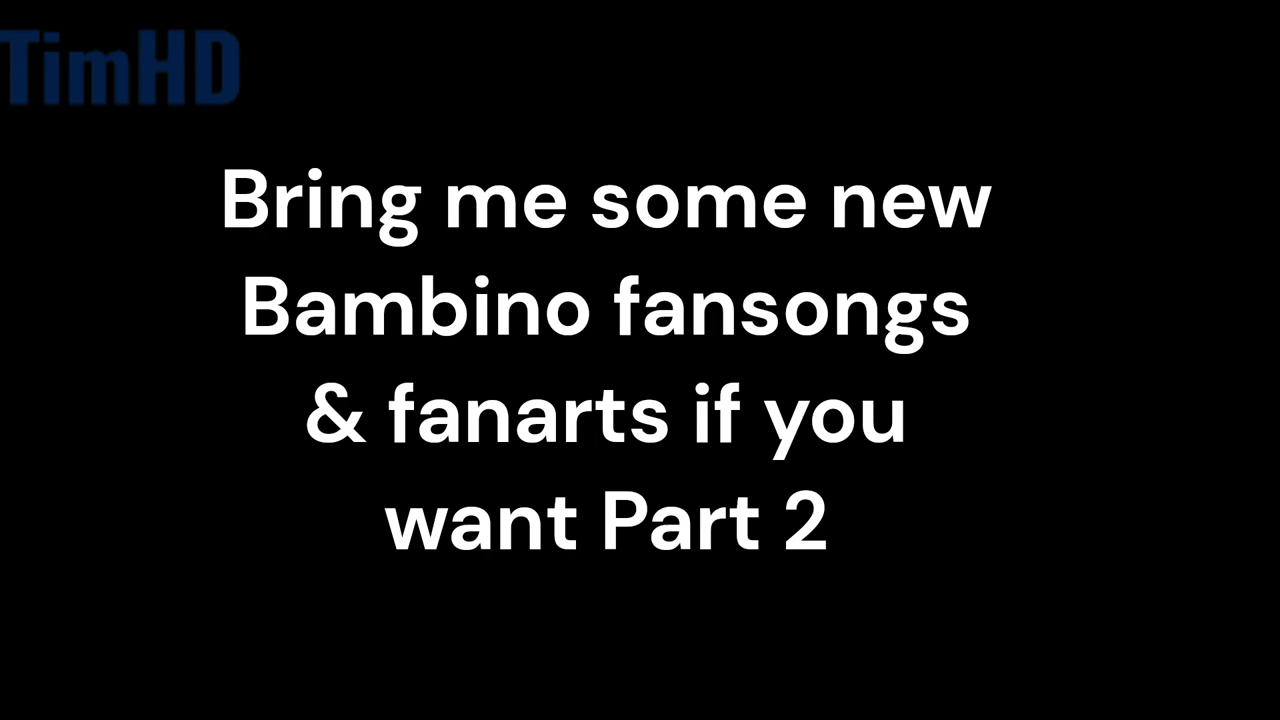 TimHD
Bring me some new
Bambino fansongs
& fanarts if you
want Part 2